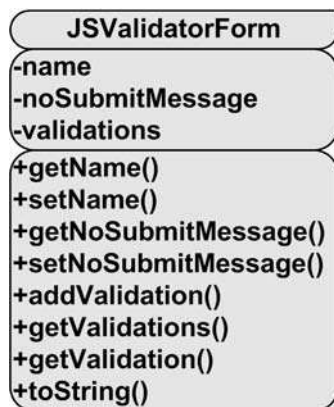 JSValidatorForm
-name
-noSubmitMessage
-validations
+getName()
+setName()
+getNoSubmitMessage()
+setNoSubmitMessage()
+addValidation()
+getValidations()
+getValidation()
+toString()